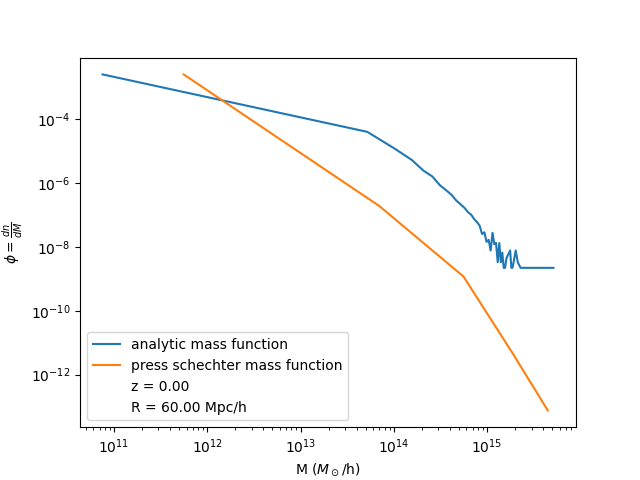 10⁻⁴
10⁻⁶
10⁻⁸
10⁻¹⁰
10⁻¹²
ϕ = dn/dM
analytic mass function
press schechter mass function
z = 0.00
R = 60.00 Mpc/h
10¹¹ 10¹² 10¹³ 10¹⁴ 10¹⁵
M (M⊙/h)